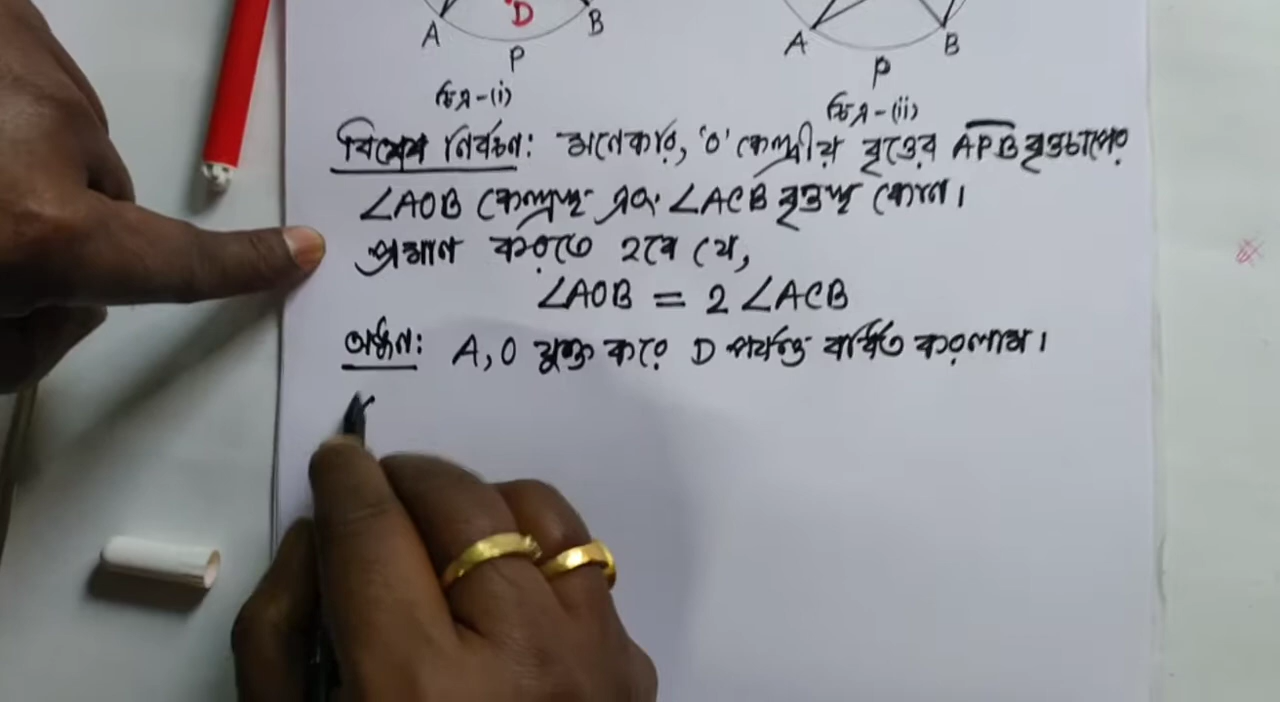 A D B
P
চিত্র-(i)
A B
P
চিত্র-(ii)
বিশেষ নির্বচন: মনেকরি, 'O' কেন্দ্রীয় বৃত্তের APB বৃত্তচাপের
∠AOB কেন্দ্রস্থ এবং ∠ACB বৃত্তস্থ কোন।
প্রমান করতে হবে যে,
∠AOB = 2 ∠ACB
অঙ্কন: A, O যুক্ত করে D পর্যন্ত বর্ধিত করলাম।